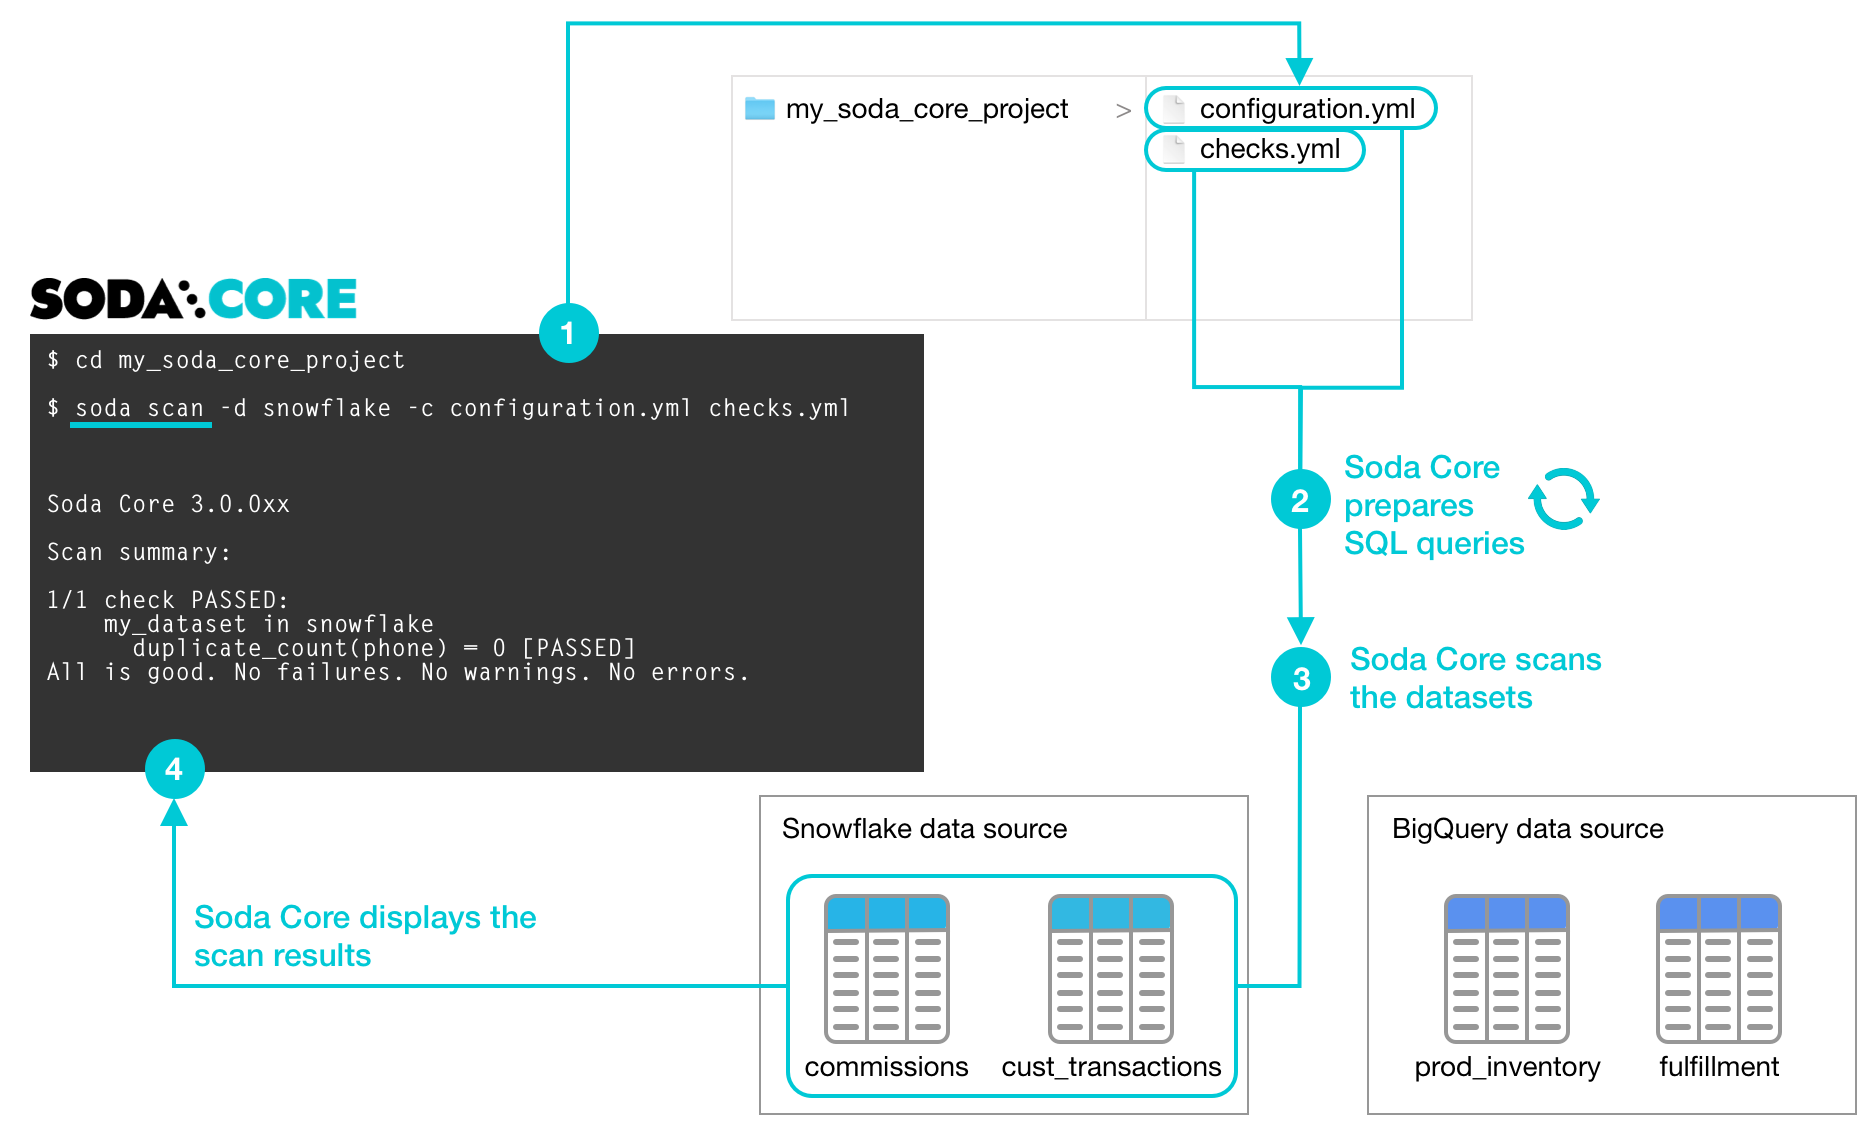 my_soda_core_project > configuration.yml
checks.yml
SODA CORE
1
$ cd my_soda_core_project
$ soda scan -d snowflake -c configuration.yml checks.yml
Soda Core 3.0.0xx
Scan summary:
1/1 check PASSED:
my_dataset in snowflake
duplicate_count(phone) = 0 [PASSED]
All is good. No failures. No warnings. No errors.
2
Soda Core
prepares
SQL queries
3
Soda Core scans
the datasets
4
Soda Core displays the
scan results
Snowflake data source
commissions
cust_transactions
BigQuery data source
prod_inventory
fulfillment